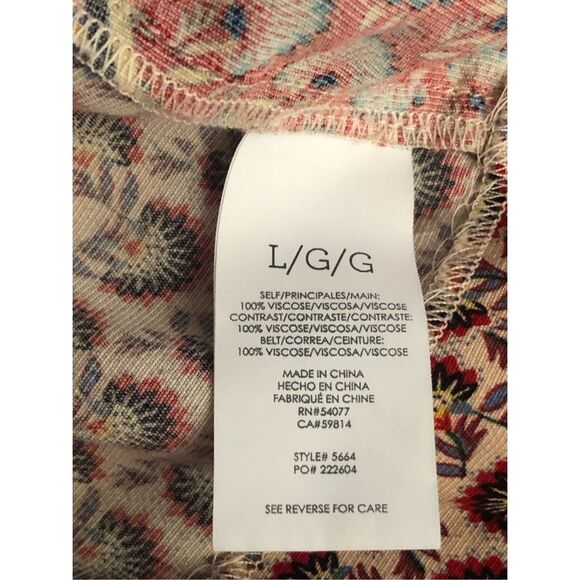 L/G/G
SELF/PRINCIPALES/MAIN:
100% VISCOSE/VISCOSA/VISCOSE
CONTRAST/CONTRASTE/CONTRASTE:
100% VISCOSE/VISCOSA/VISCOSE
BELT/CORREA/CEINTURE:
100% VISCOSE/VISCOSA/VISCOSE
MADE IN CHINA
HECHO EN CHINA
FABRIQUÉ EN CHINE
RN#54077
CA#59814
STYLE# 5664
PO# 222604
SEE REVERSE FOR CARE